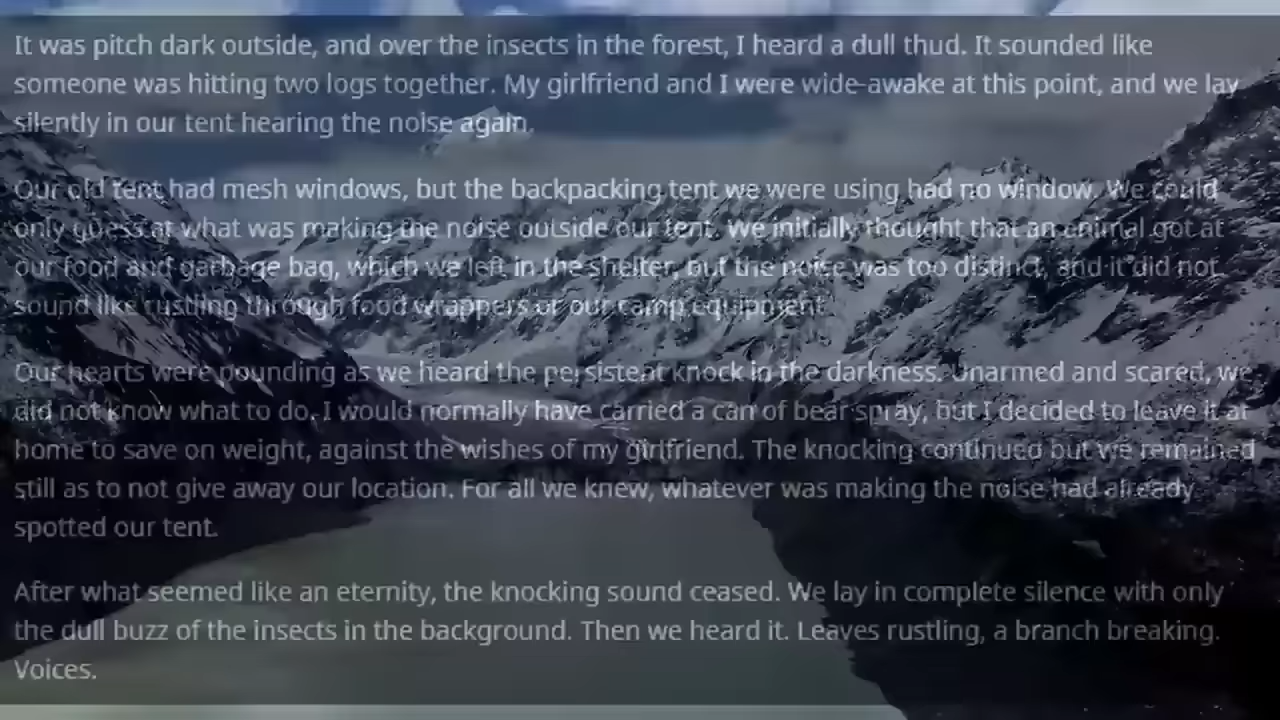 It was pitch dark outside, and over the insects in the forest, I heard a dull thud. It sounded like
someone was hitting two logs together. My girlfriend and I were wide-awake at this point, and we lay
silently in our tent hearing the noise again.
Our old tent had mesh windows, but the backpacking tent we were using had no window. We could
only guess at what was making the noise outside our tent. We initially thought that an animal got at
our food and garbage bag, which we left in the shelter, but the noise was too distinct, and it did not
sound like rustling through food wrappers or our camp equipment
Our hearts were pounding as we heard the persistent knock in the darkness. Unarmed and scared, we
did not know what to do. I would normally have carried a can of bear spray, but I decided to leave it at
home to save on weight, against the wishes of my girlfriend. The knocking continued but we remained
still as to not give away our location. For all we knew, whatever was making the noise had already
spotted our tent.
After what seemed like an eternity, the knocking sound ceased. We lay in complete silence with only
the dull buzz of the insects in the background. Then we heard it. Leaves rustling, a branch breaking.
Voices.